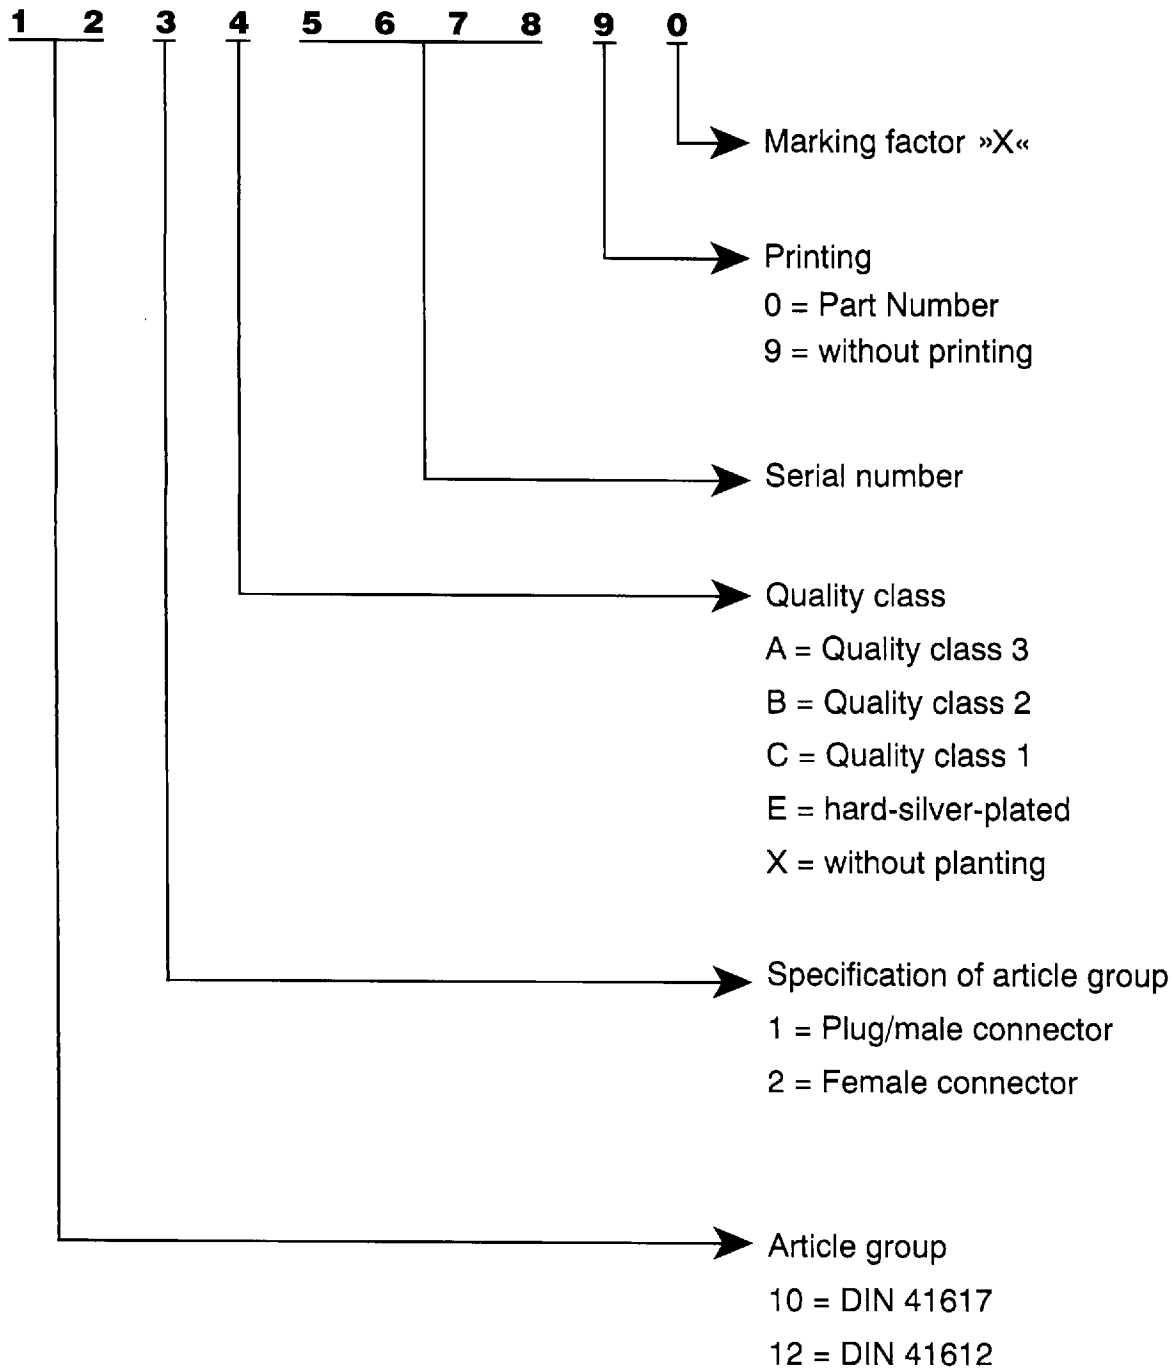 1 2 3 4 5 6 7 8 9 0
Marking factor »X«
Printing
0 = Part Number
9 = without printing
Serial number
Quality class
A = Quality class 3
B = Quality class 2
C = Quality class 1
E = hard-silver-plated
X = without planting
Specification of article group
1 = Plug/male connector
2 = Female connector
Article group
10 = DIN 41617
12 = DIN 41612